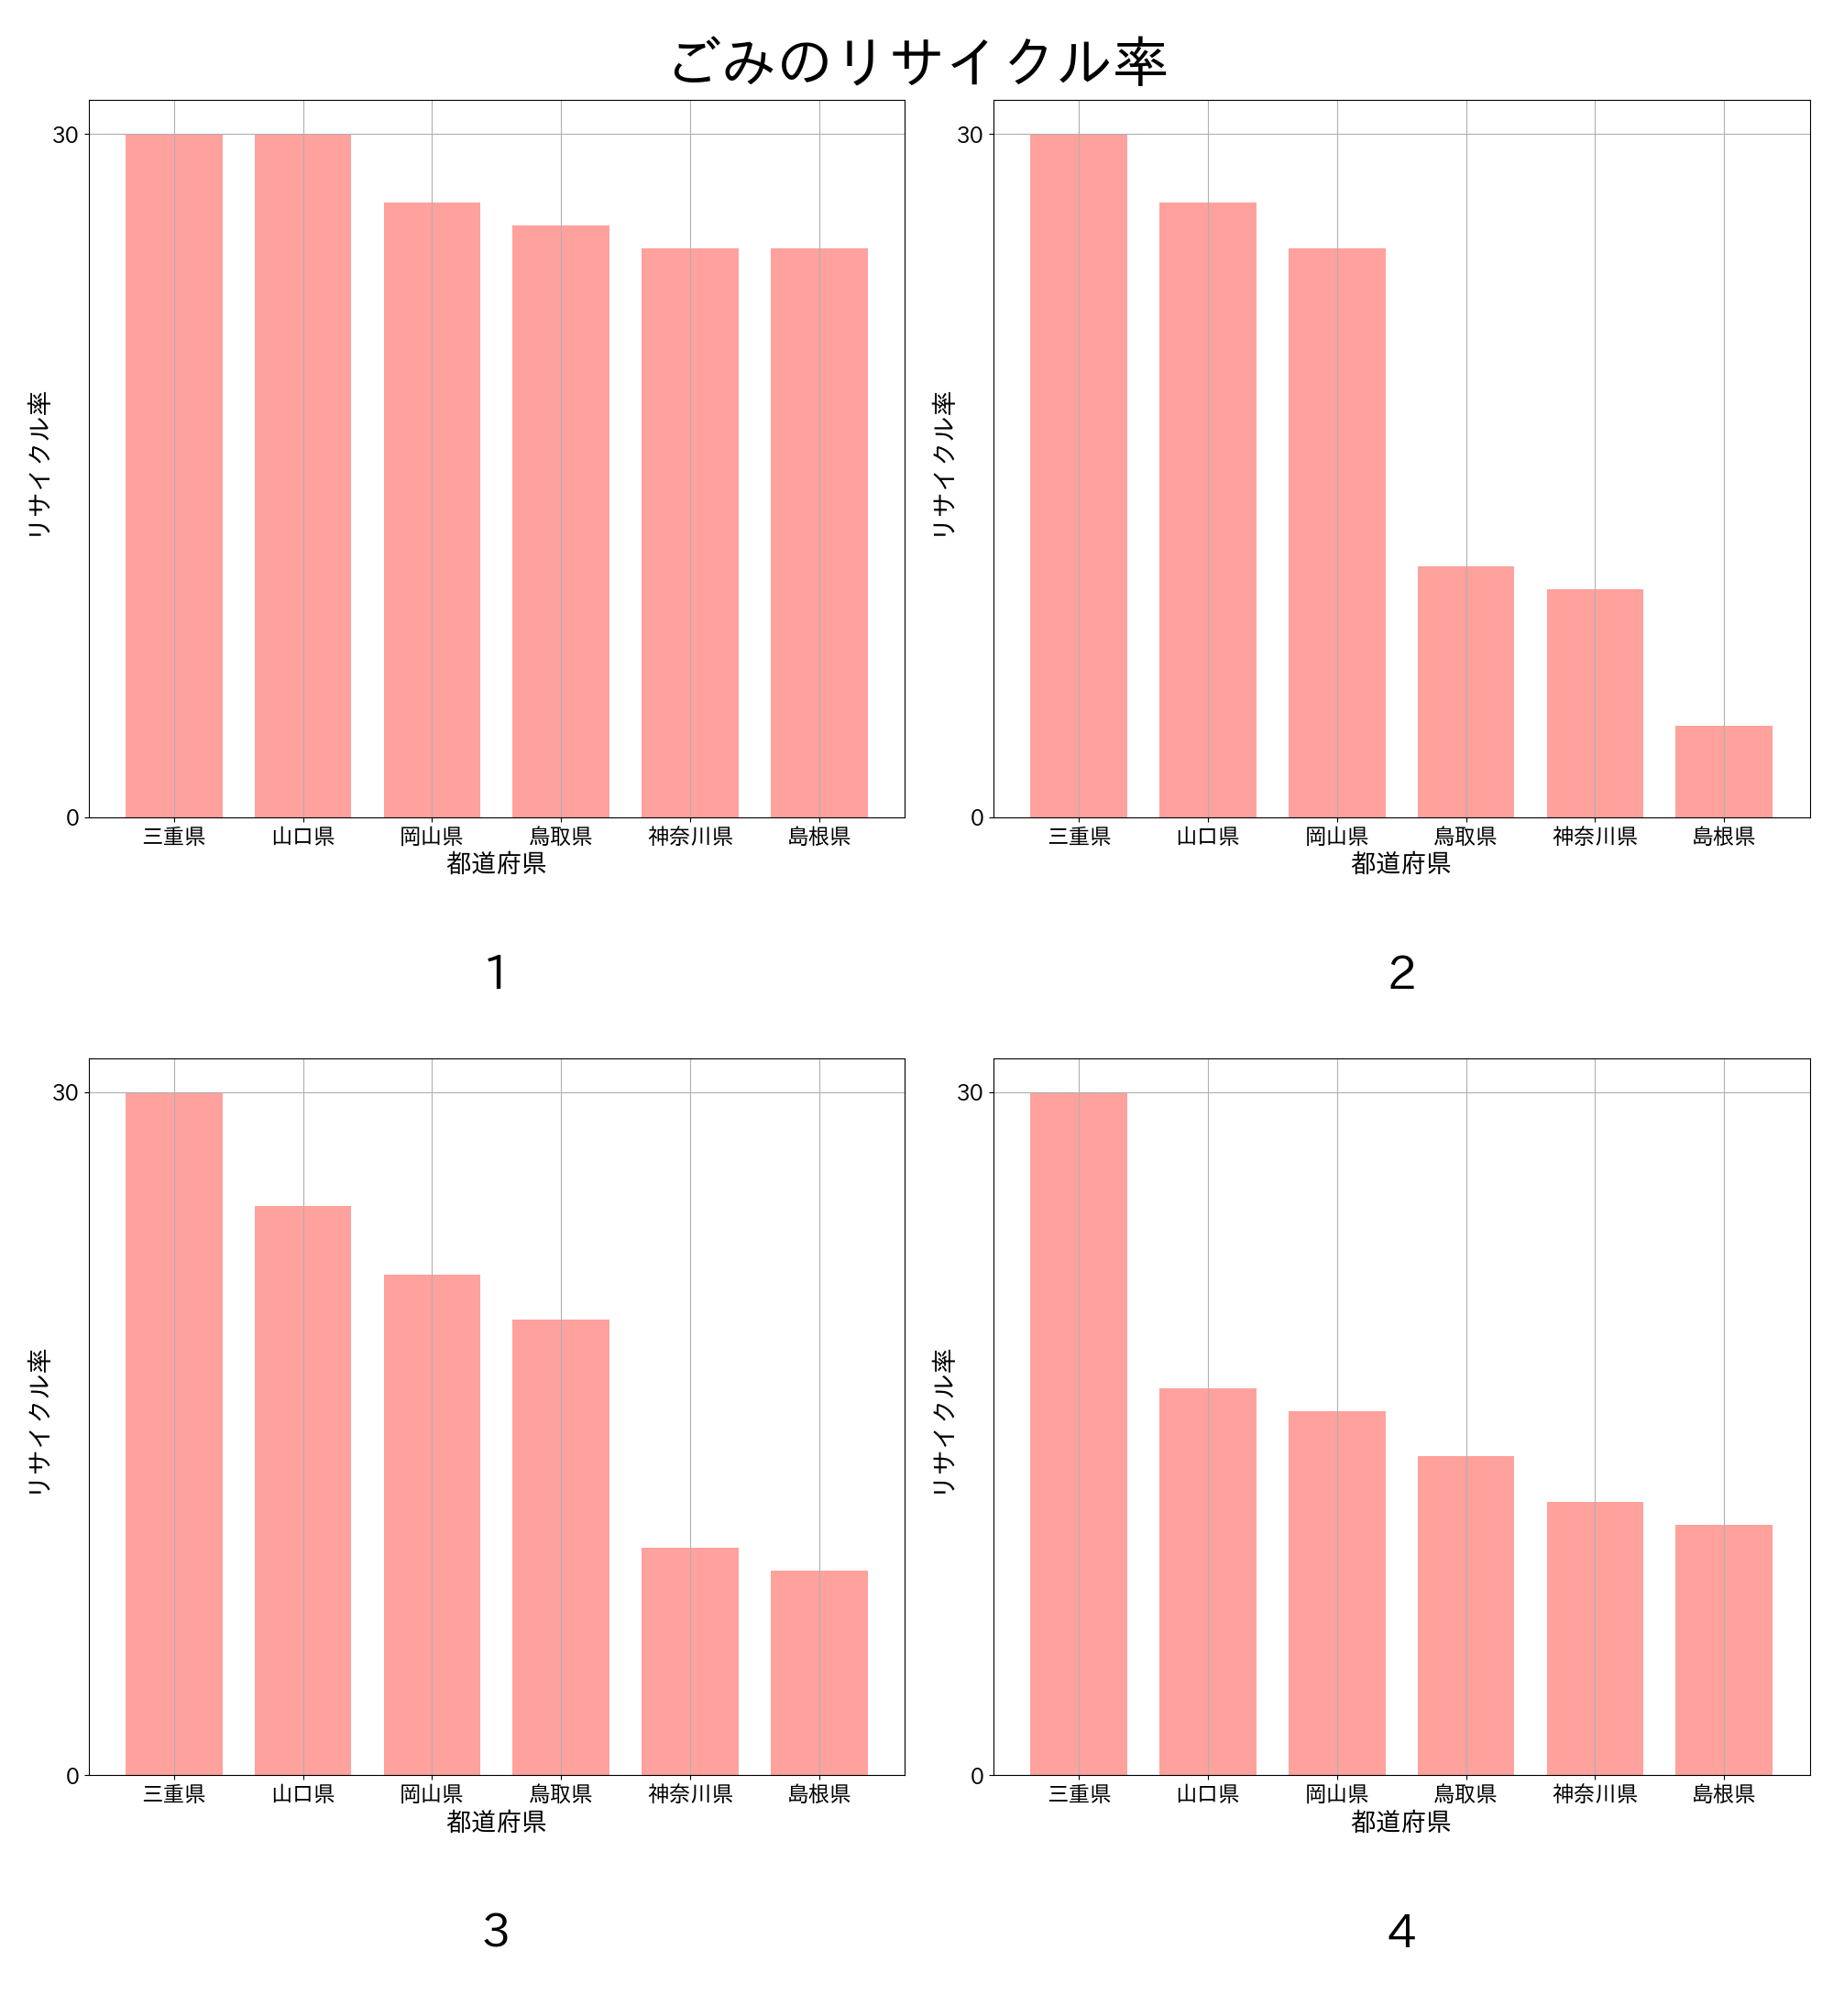 ごみのリサイクル率
30
0
リサイクル率
三重県 山口県 岡山県 鳥取県 神奈川県 島根県
都道府県
1
30
0
リサイクル率
三重県 山口県 岡山県 鳥取県 神奈川県 島根県
都道府県
2
30
0
リサイクル率
三重県 山口県 岡山県 鳥取県 神奈川県 島根県
都道府県
3
30
0
リサイクル率
三重県 山口県 岡山県 鳥取県 神奈川県 島根県
都道府県
4